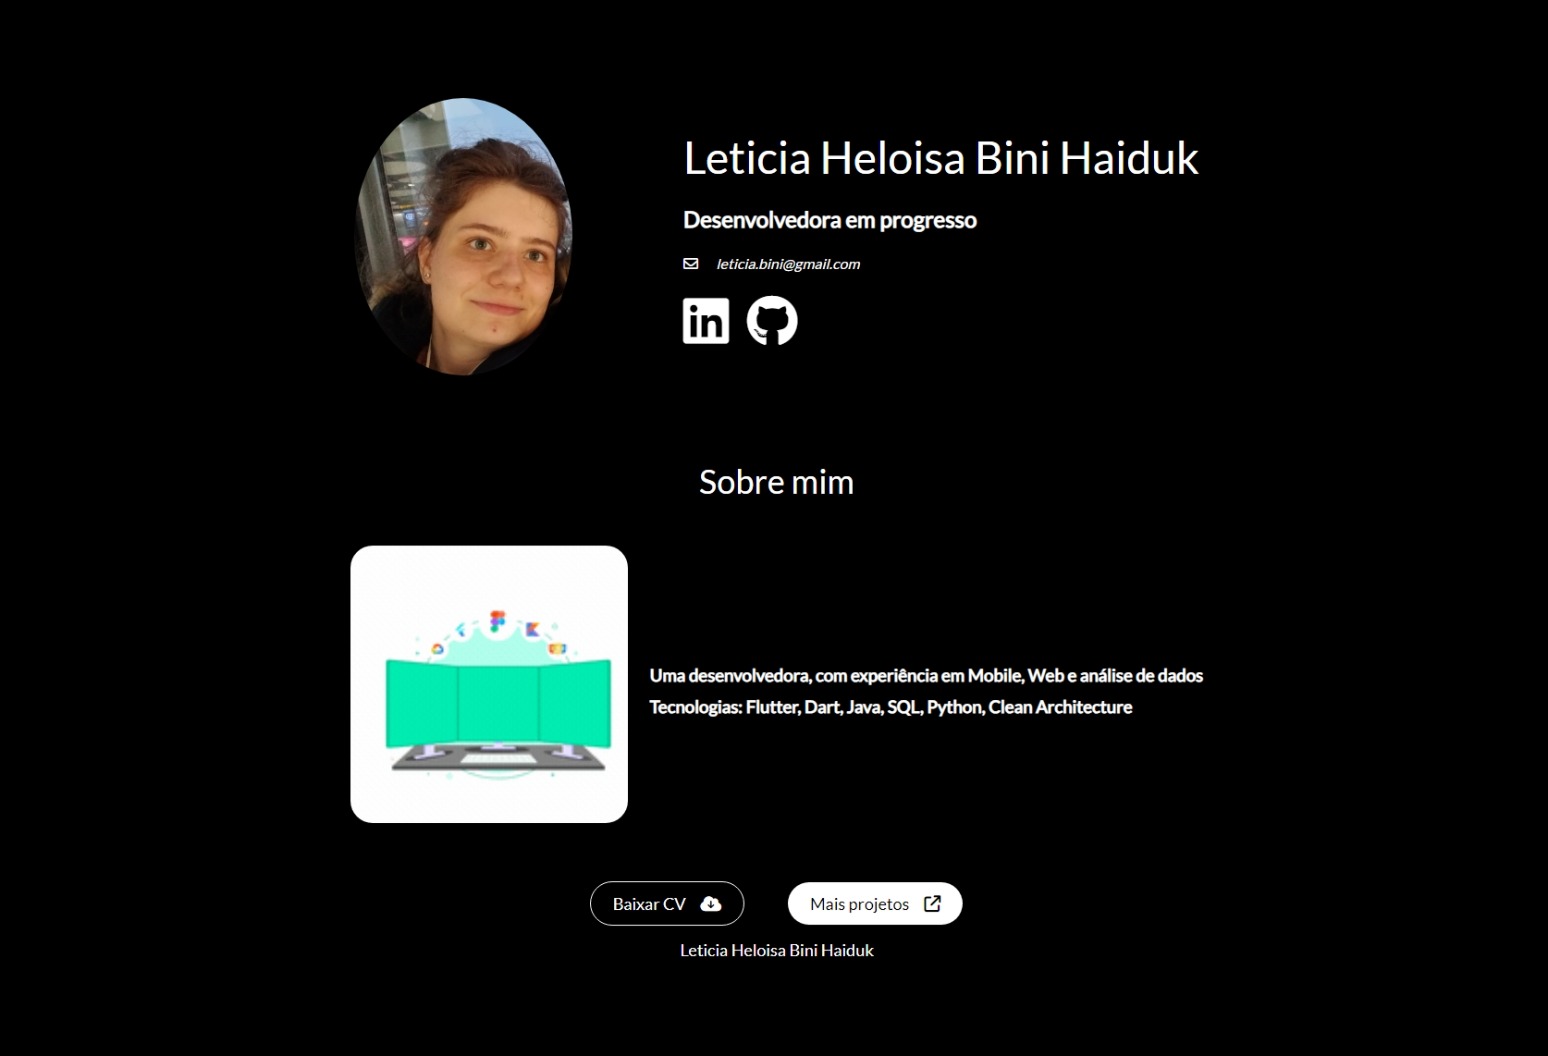 Leticia Heloisa Bini Haiduk
Desenvolvedora em progresso
leticia.bini@gmail.com
in
Sobre mim
Uma desenvolvedora, com experiência em Mobile, Web e análise de dados
Tecnologias: Flutter, Dart, Java, SQL, Python, Clean Architecture
Baixar CV
Mais projetos
Leticia Heloisa Bini Haiduk